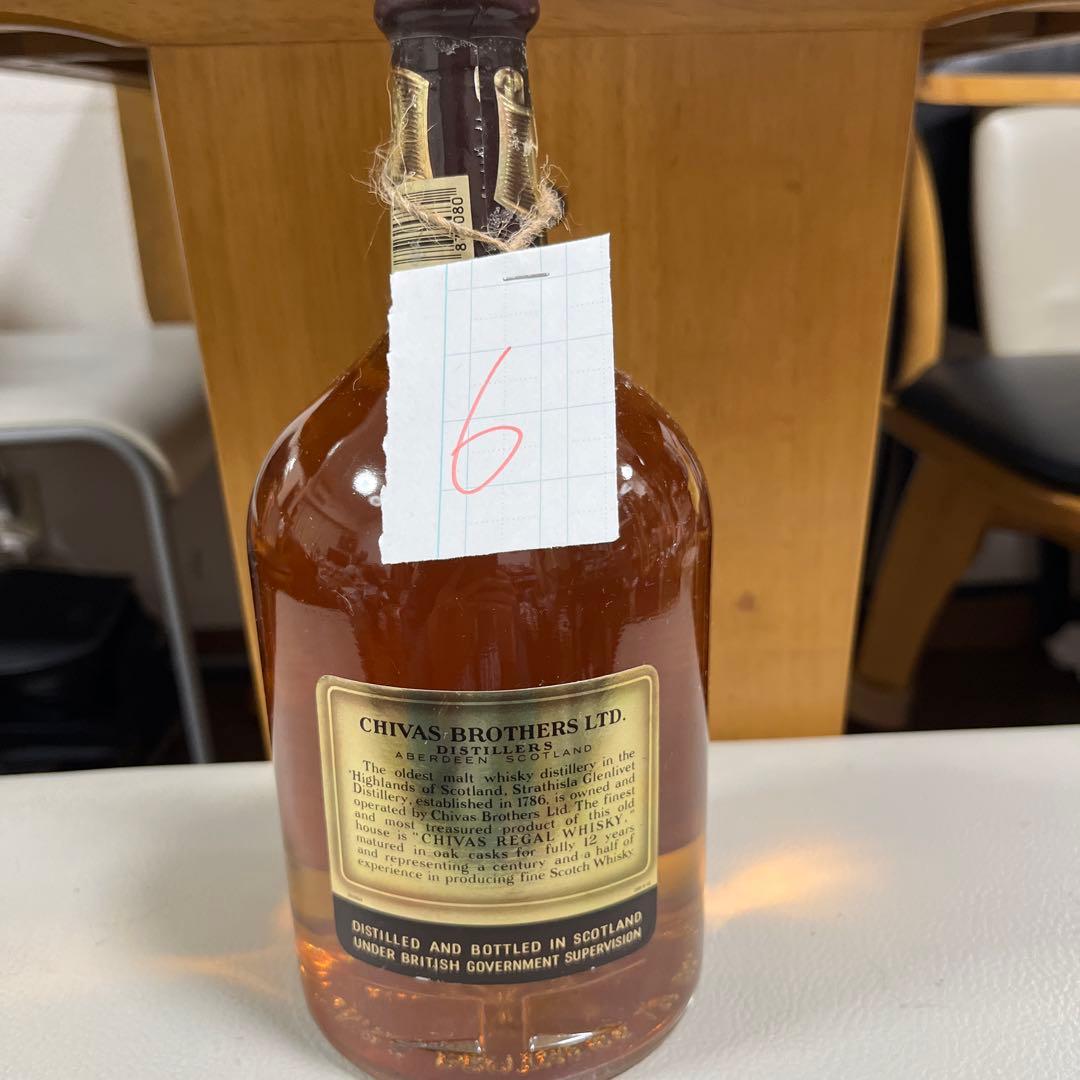 6
CHIVAS BROTHERS LTD.
DISTILLERS
ABERDEEN SCOTLAND
The oldest malt whisky distillery in the
Highlands of Scotland, Strathisla Glenlivet
Distillery, established in 1786, is owned and
operated by Chivas Brothers Ltd. The finest
and most treasured product of this old
house is "CHIVAS REGAL WHISKY,"
matured in oak casks for fully 12 years
and representing a century and a half of
experience in producing fine Scotch Whisky
DISTILLED AND BOTTLED IN SCOTLAND
UNDER BRITISH GOVERNMENT SUPERVISION